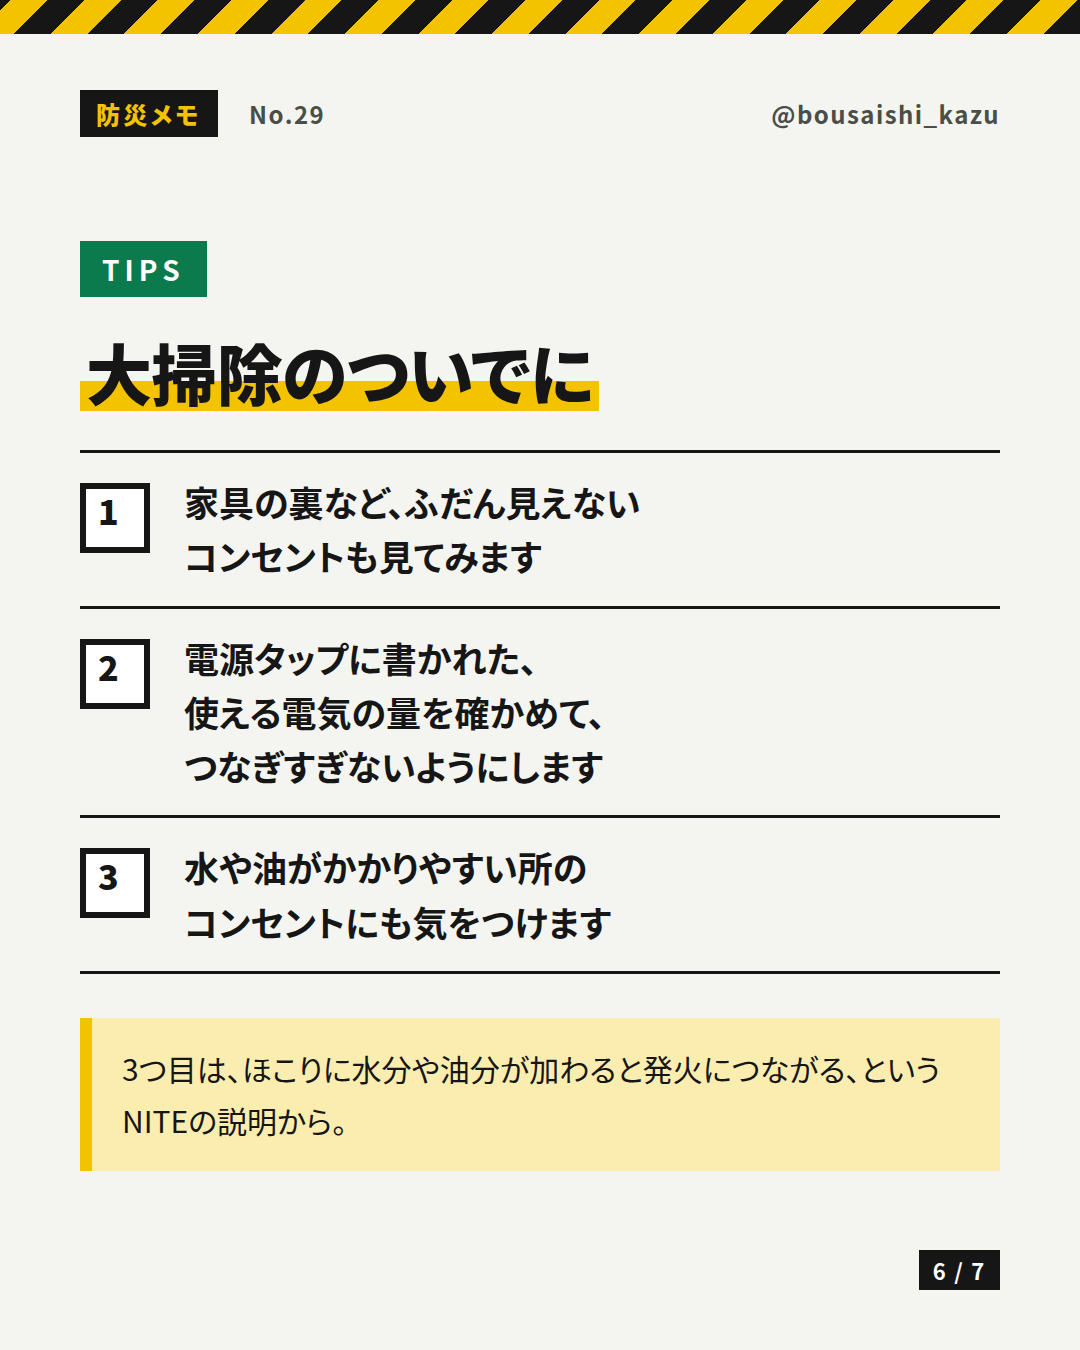 防災メモ No.29 @bousaishi_kazu
TIPS
大掃除のついでに
1 家具の裏など、ふだん見えない
コンセントも見てみます
2 電源タップに書かれた、
使える電気の量を確かめて、
つなぎすぎないようにします
3 水や油がかかりやすい所の
コンセントにも気をつけます
3つ目は、ほこりに水分や油分が加わると発火につながる、という
NITEの説明から。
6 / 7